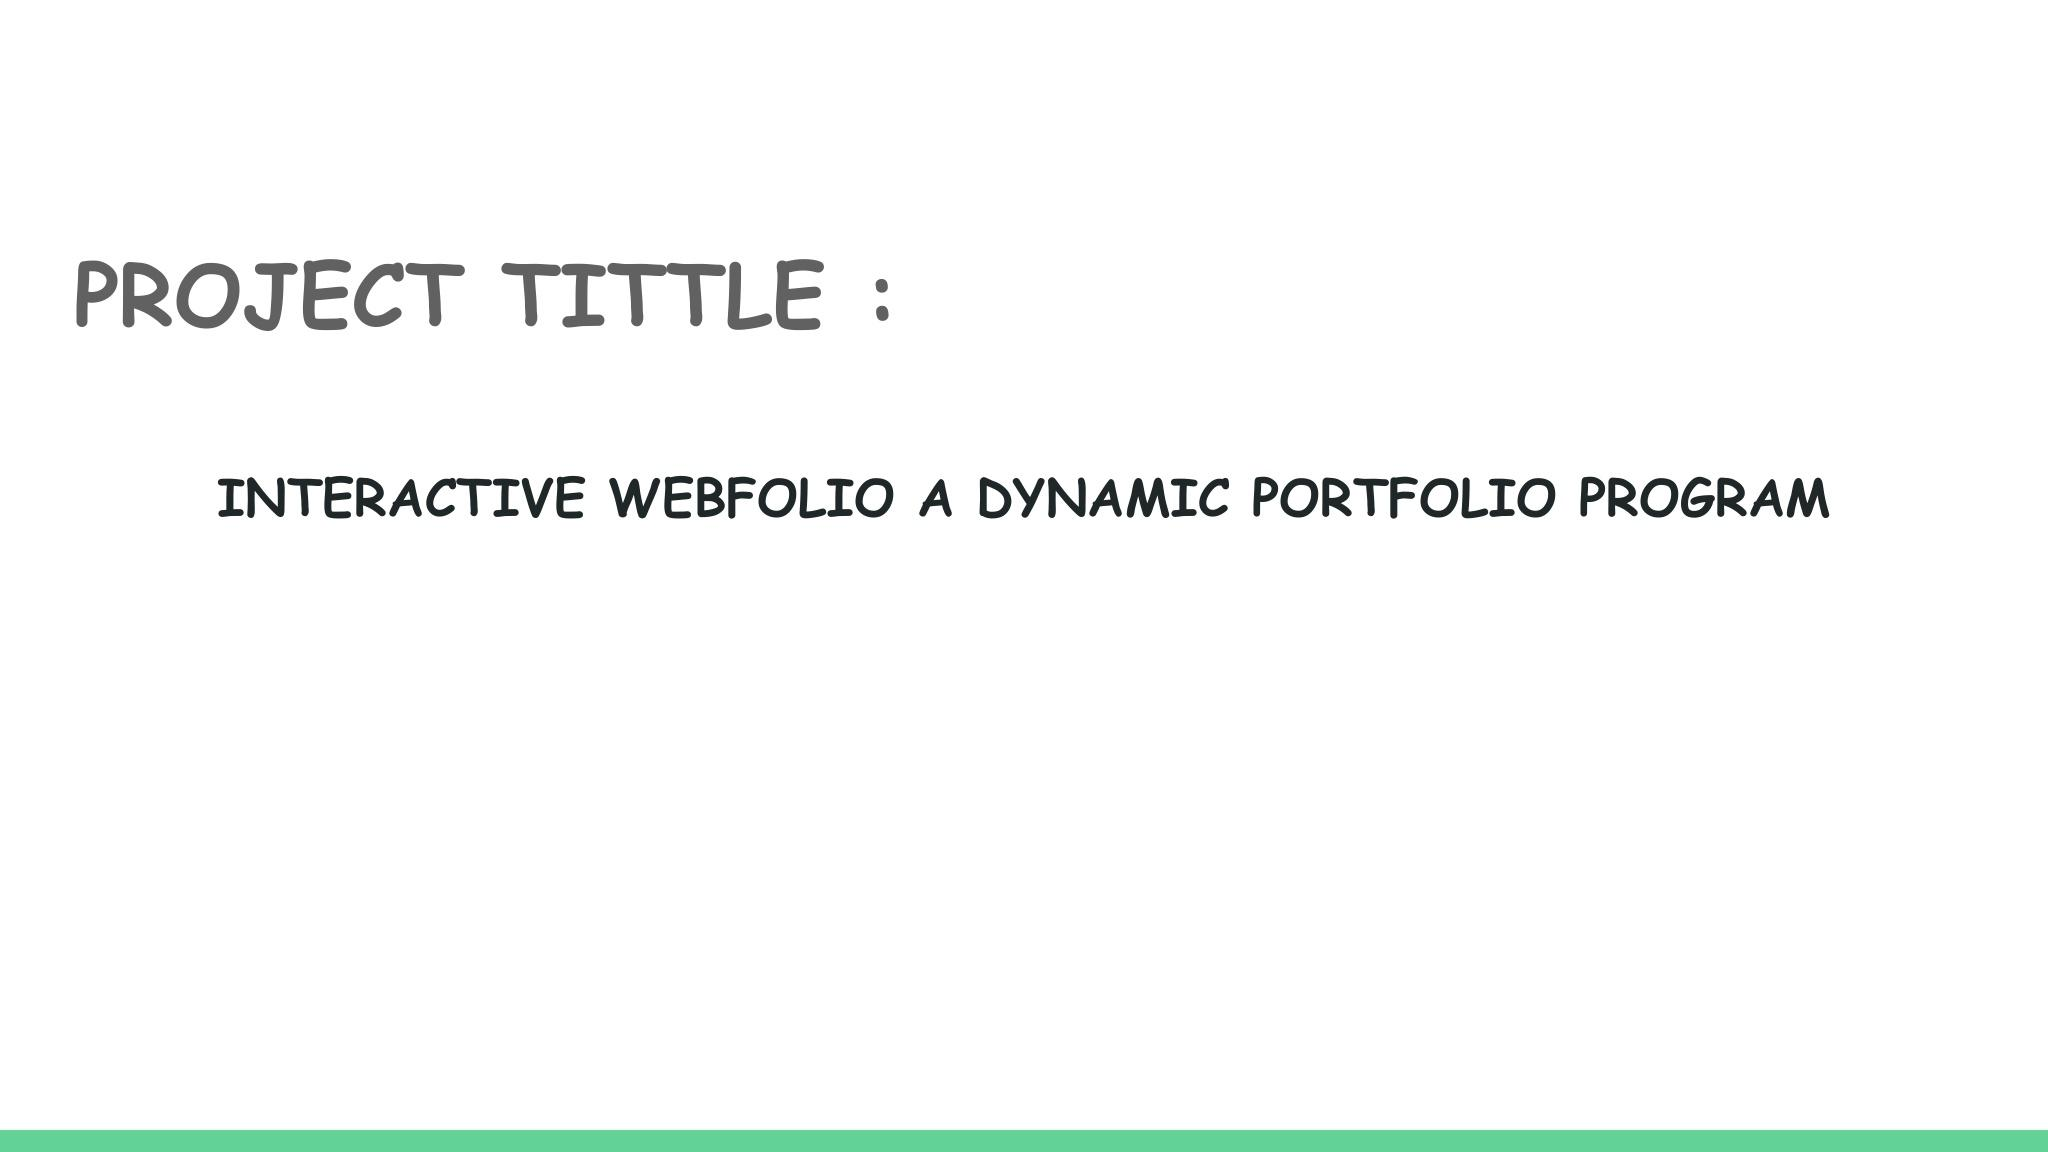 PROJECT TITTLE :
INTERACTIVE WEBFOLIO A DYNAMIC PORTFOLIO PROGRAM